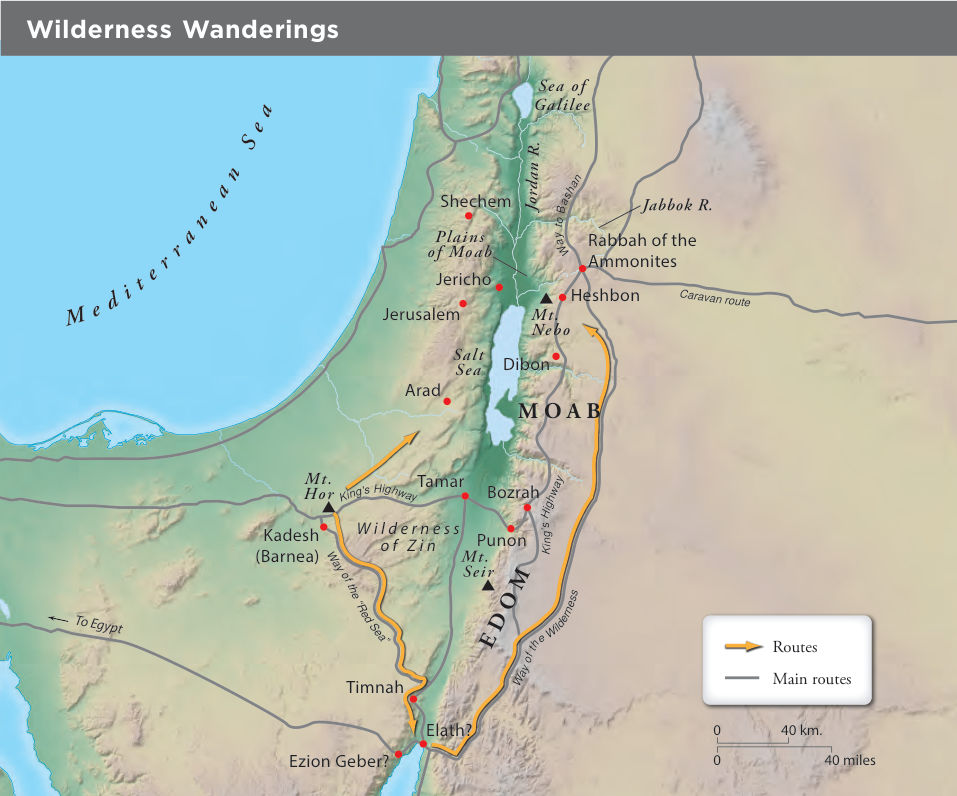 Wilderness Wanderings
Mediterranean Sea
Sea of
Galilee
Jordan R.
Way to Bashan
Jabbok R.
Shechem
Plains
of Moab
Rabbah of the
Ammonites
Jericho
Heshbon
Caravan route
Jerusalem
Mt.
Nebo
Salt
Sea
Dibon
Arad
MOAB
Mt.
Hor
King's Highway
Tamar
Bozrah
Kadesh
(Barnea)
Wilderness
of Zin
Punon
King's Highway
Mt.
Seir
EDOM
Way of the "Red Sea"
Way of the Wilderness
To Egypt
Timnah
Elath?
Ezion Geber?
Routes
Main routes
0 40 km.
0 40 miles